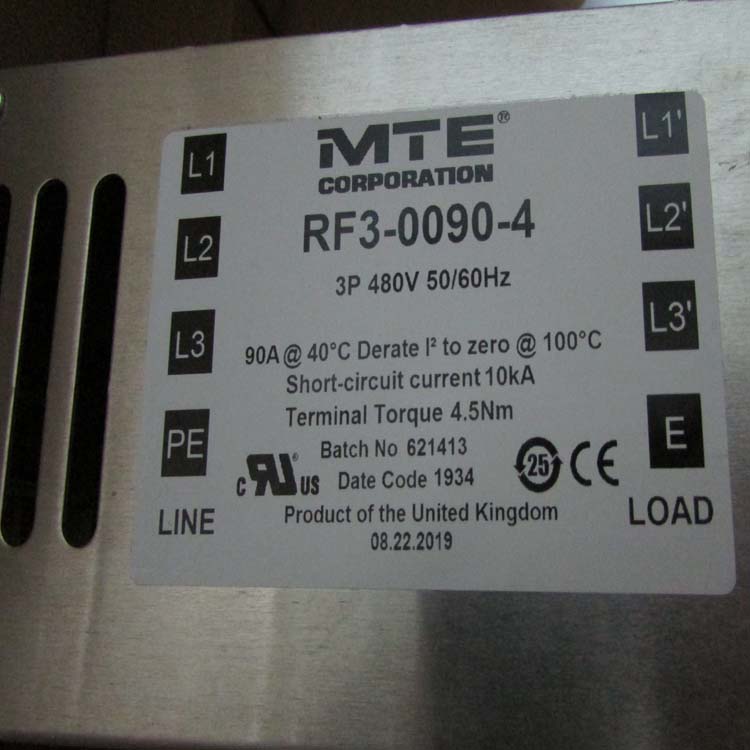 MTE®
CORPORATION
RF3-0090-4
3P 480V 50/60Hz
90A @ 40°C Derate I² to zero @ 100°C
Short-circuit current 10kA
Terminal Torque 4.5Nm
Batch No 621413
Date Code 1934
Product of the United Kingdom
08.22.2019
L1
L2
L3
PE
LINE
L1'
L2'
L3'
E
LOAD
c RU® US
25
CE